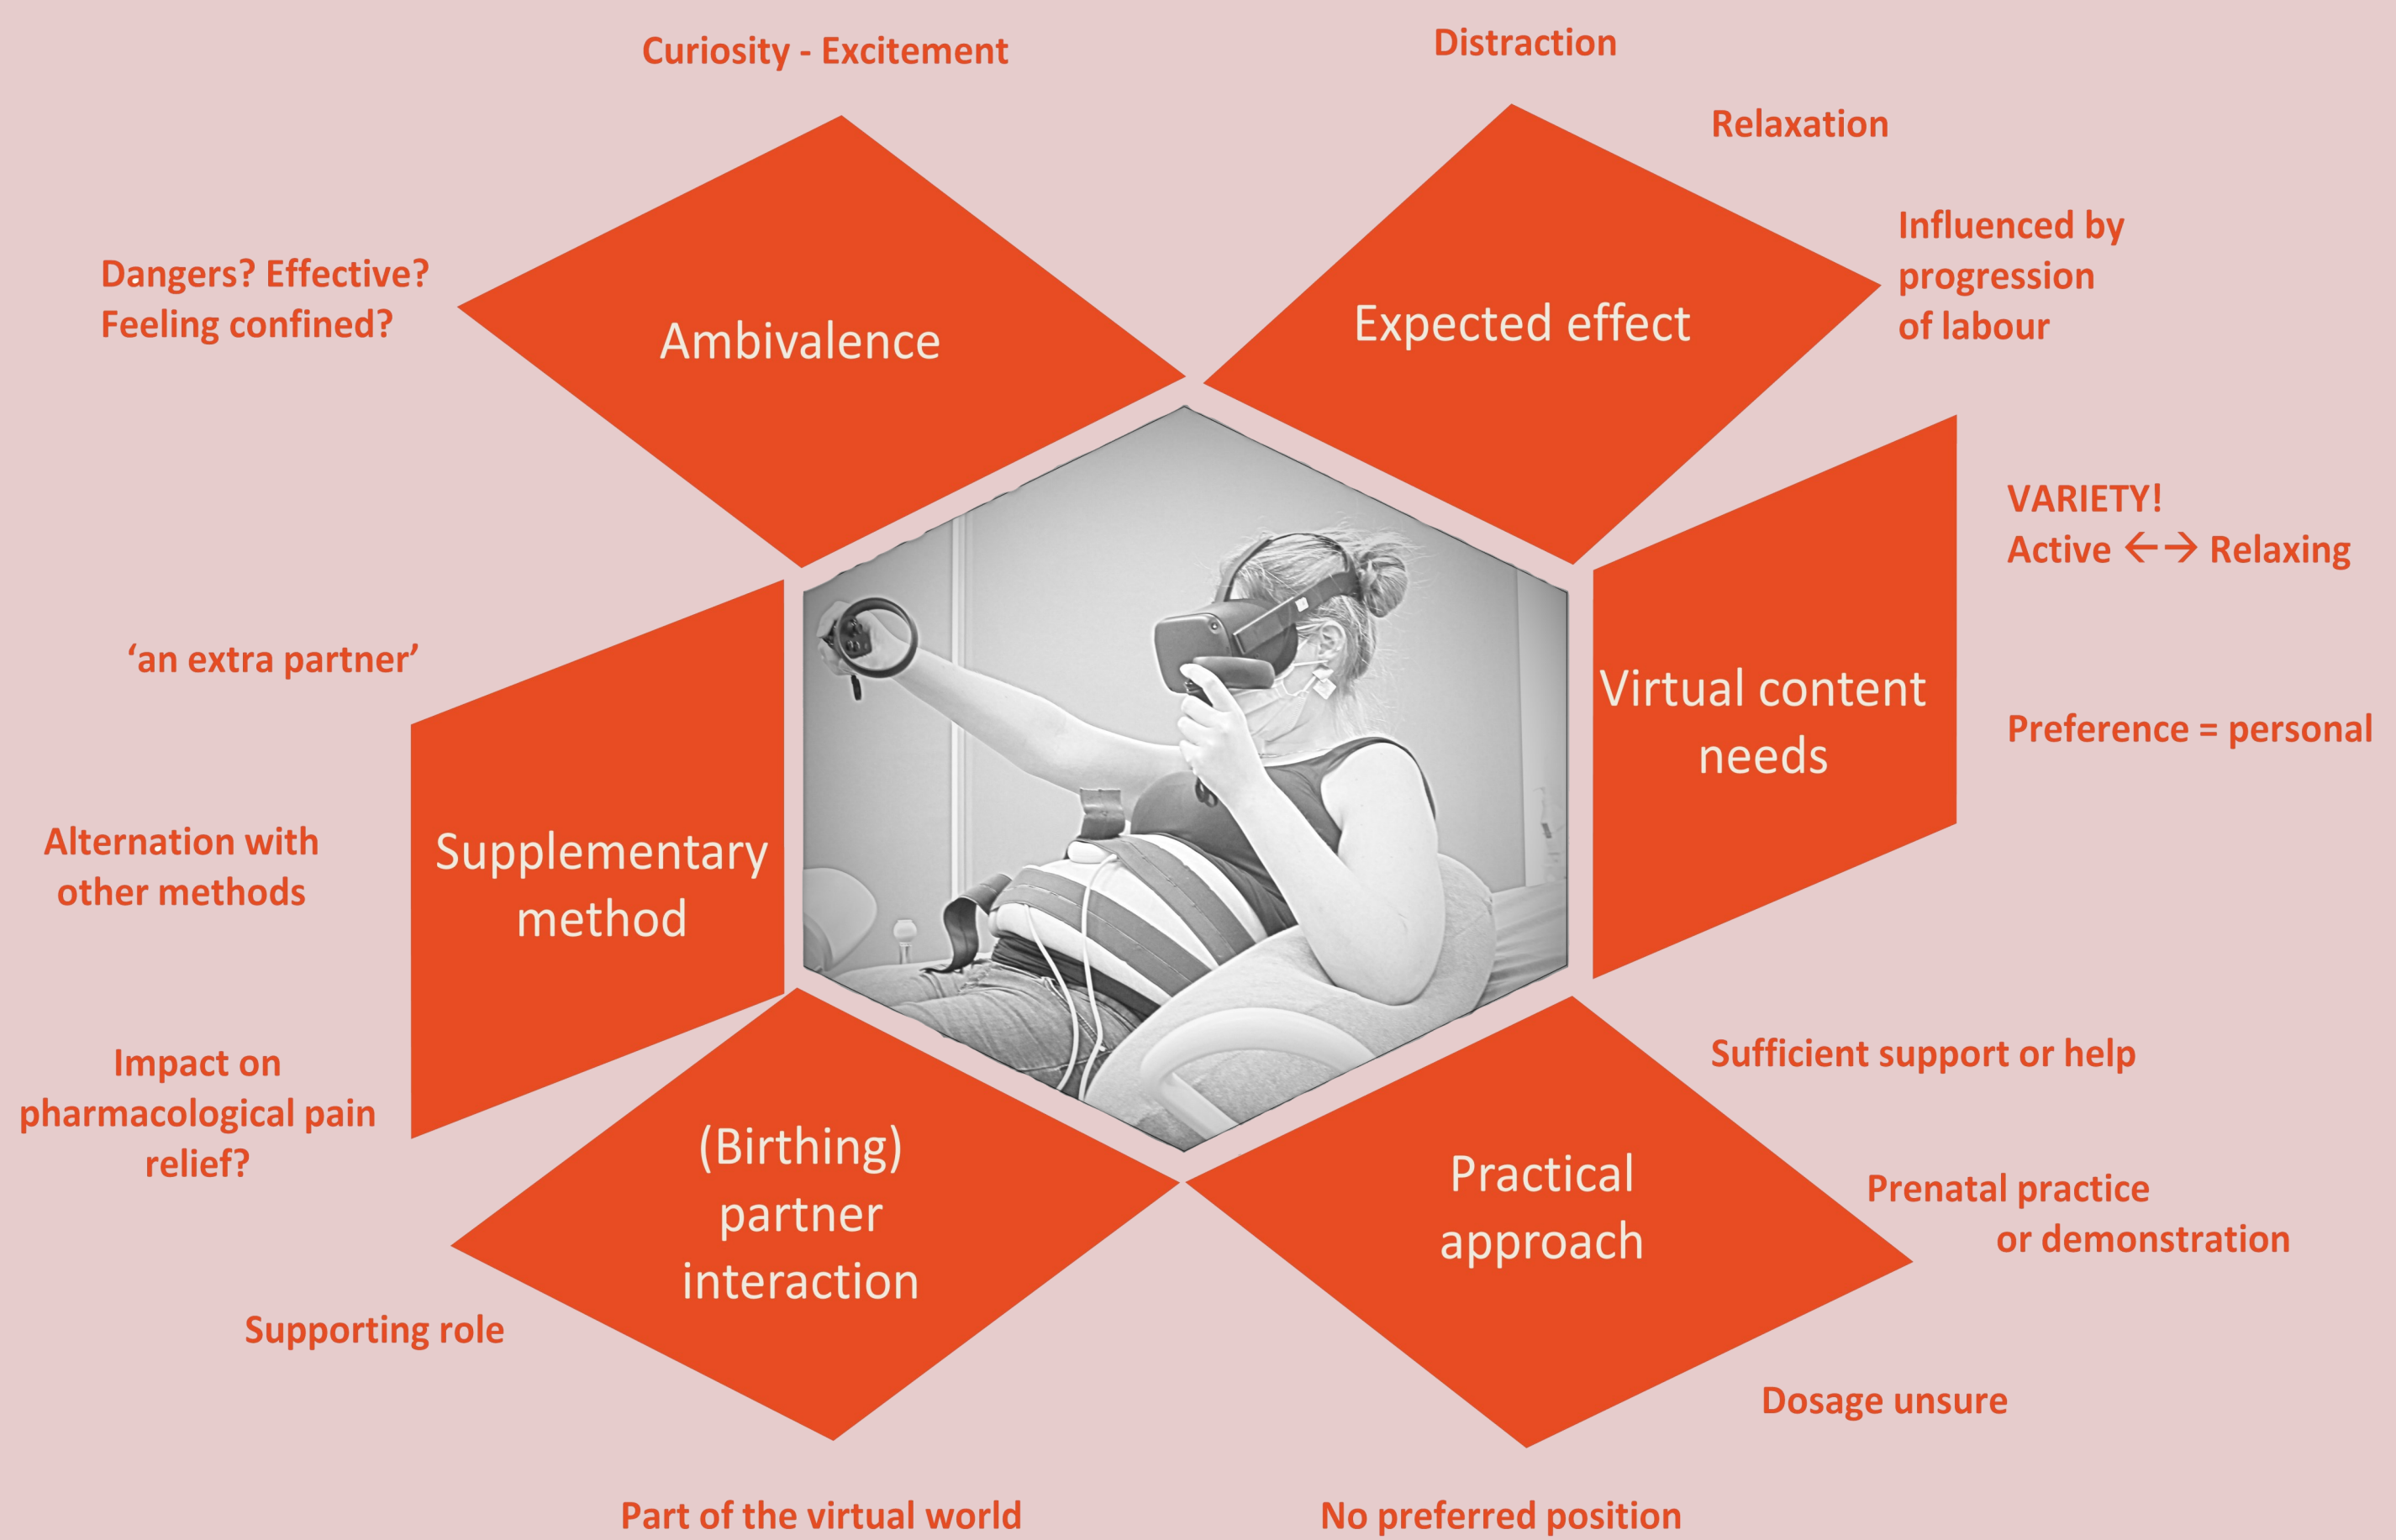 Curiosity - Excitement
Dangers? Effective?
Feeling confined?
Ambivalence
Distraction
Relaxation
Influenced by
progression
of labour
Expected effect
VARIETY!
Active ←→ Relaxing
Preference = personal
Virtual content
needs
Sufficient support or help
Prenatal practice
or demonstration
Dosage unsure
No preferred position
Practical
approach
(Birthing)
partner
interaction
Supporting role
Part of the virtual world
Supplementary
method
‘an extra partner’
Alternation with
other methods
Impact on
pharmacological pain
relief?